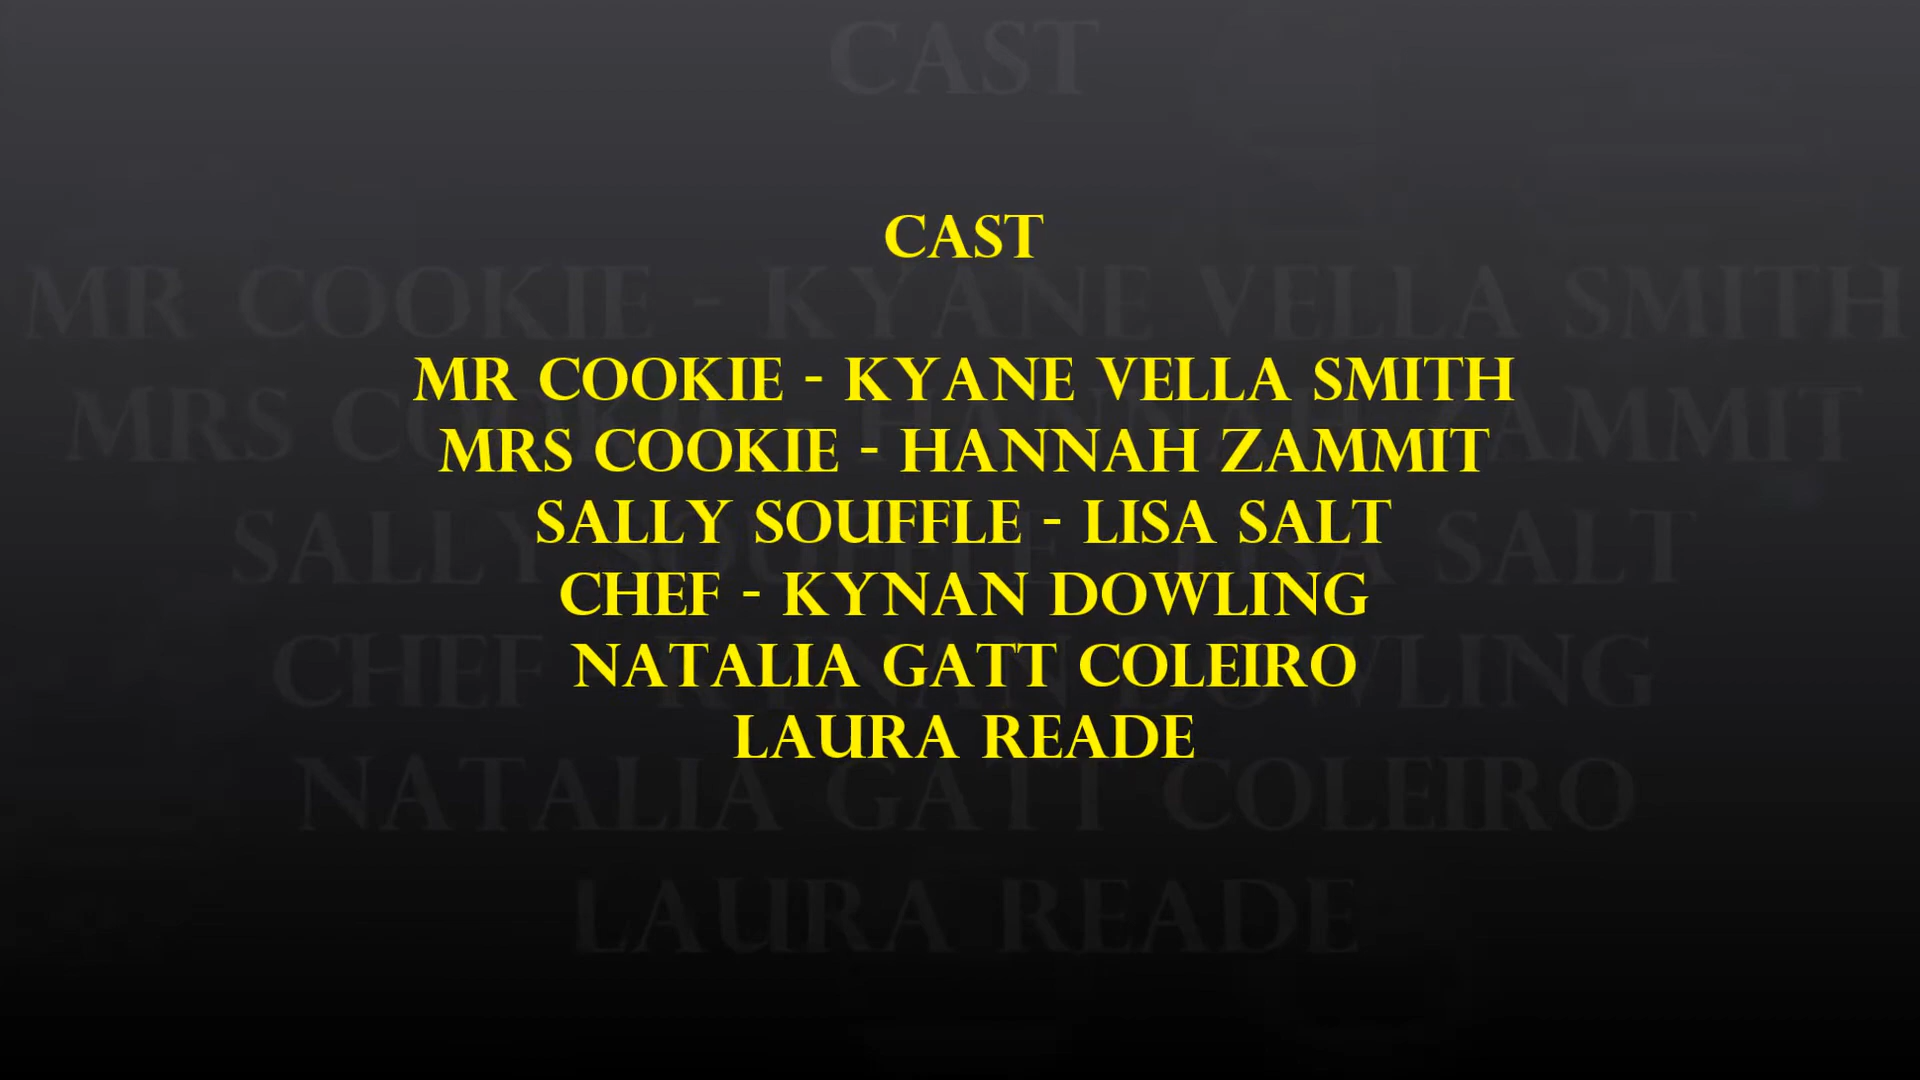 CAST
MR COOKIE - KYANE VELLA SMITH
MRS COOKIE - HANNAH ZAMMIT
SALLY SOUFFLE - LISA SALT
CHEF - KYNAN DOWLING
NATALIA GATT COLEIRO
LAURA READE